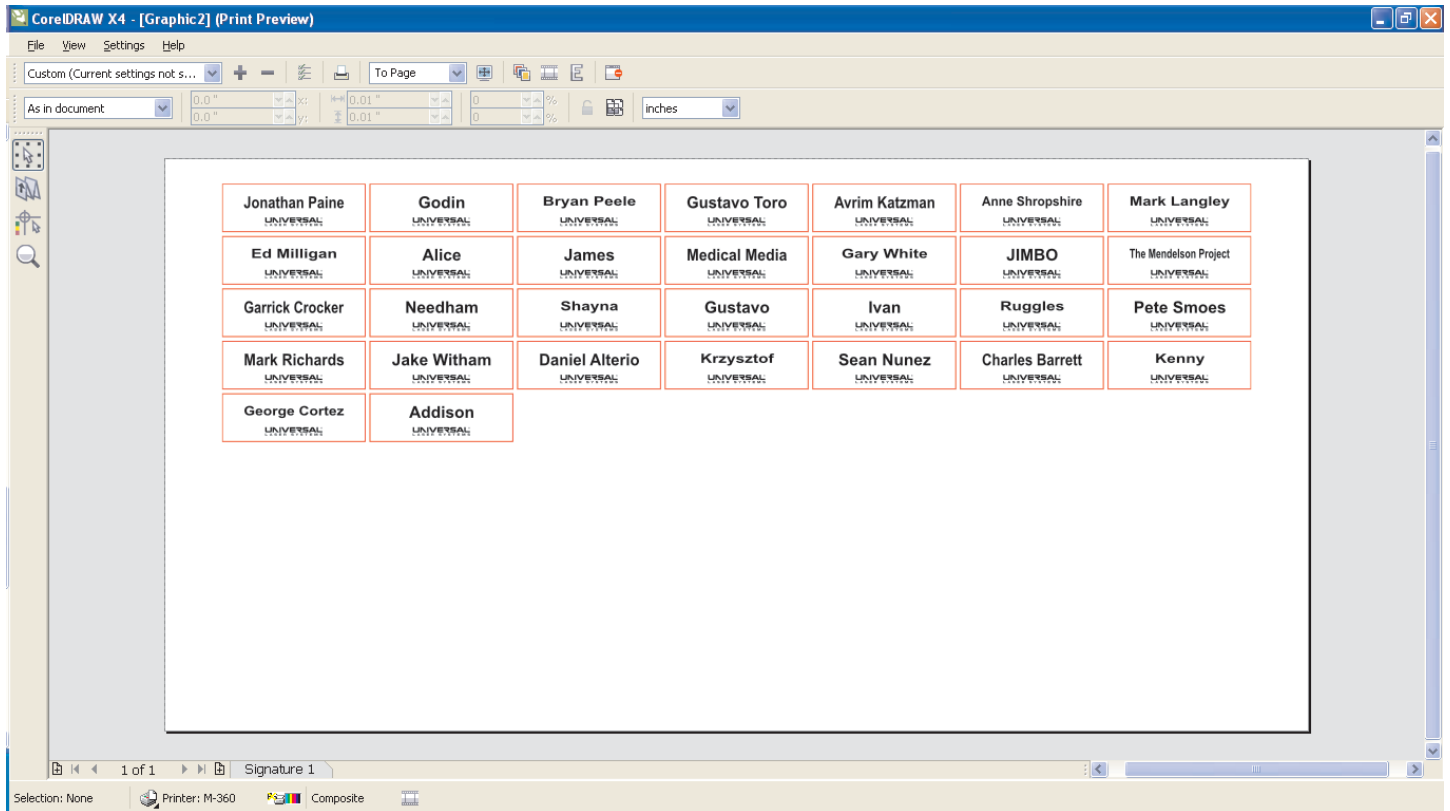 CorelDRAW X4 - [Graphic2] (Print Preview)
File View Settings Help
Custom (Current settings not s... To Page
As in document 0.0 " x: 0.01 " 0 % inches
0.0 " y: 0.01 " 0 %
Jonathan Paine Godin Bryan Peele Gustavo Toro Avrim Katzman Anne Shropshire Mark Langley
UNIVERSAL UNIVERSAL UNIVERSAL UNIVERSAL UNIVERSAL UNIVERSAL UNIVERSAL
Ed Milligan Alice James Medical Media Gary White JIMBO The Mendelson Project
UNIVERSAL UNIVERSAL UNIVERSAL UNIVERSAL UNIVERSAL UNIVERSAL UNIVERSAL
Garrick Crocker Needham Shayna Gustavo Ivan Ruggles Pete Smoes
UNIVERSAL UNIVERSAL UNIVERSAL UNIVERSAL UNIVERSAL UNIVERSAL UNIVERSAL
Mark Richards Jake Witham Daniel Alterio Krzysztof Sean Nunez Charles Barrett Kenny
UNIVERSAL UNIVERSAL UNIVERSAL UNIVERSAL UNIVERSAL UNIVERSAL UNIVERSAL
George Cortez Addison
UNIVERSAL UNIVERSAL
1 of 1 Signature 1
Selection: None Printer: M-360 Composite